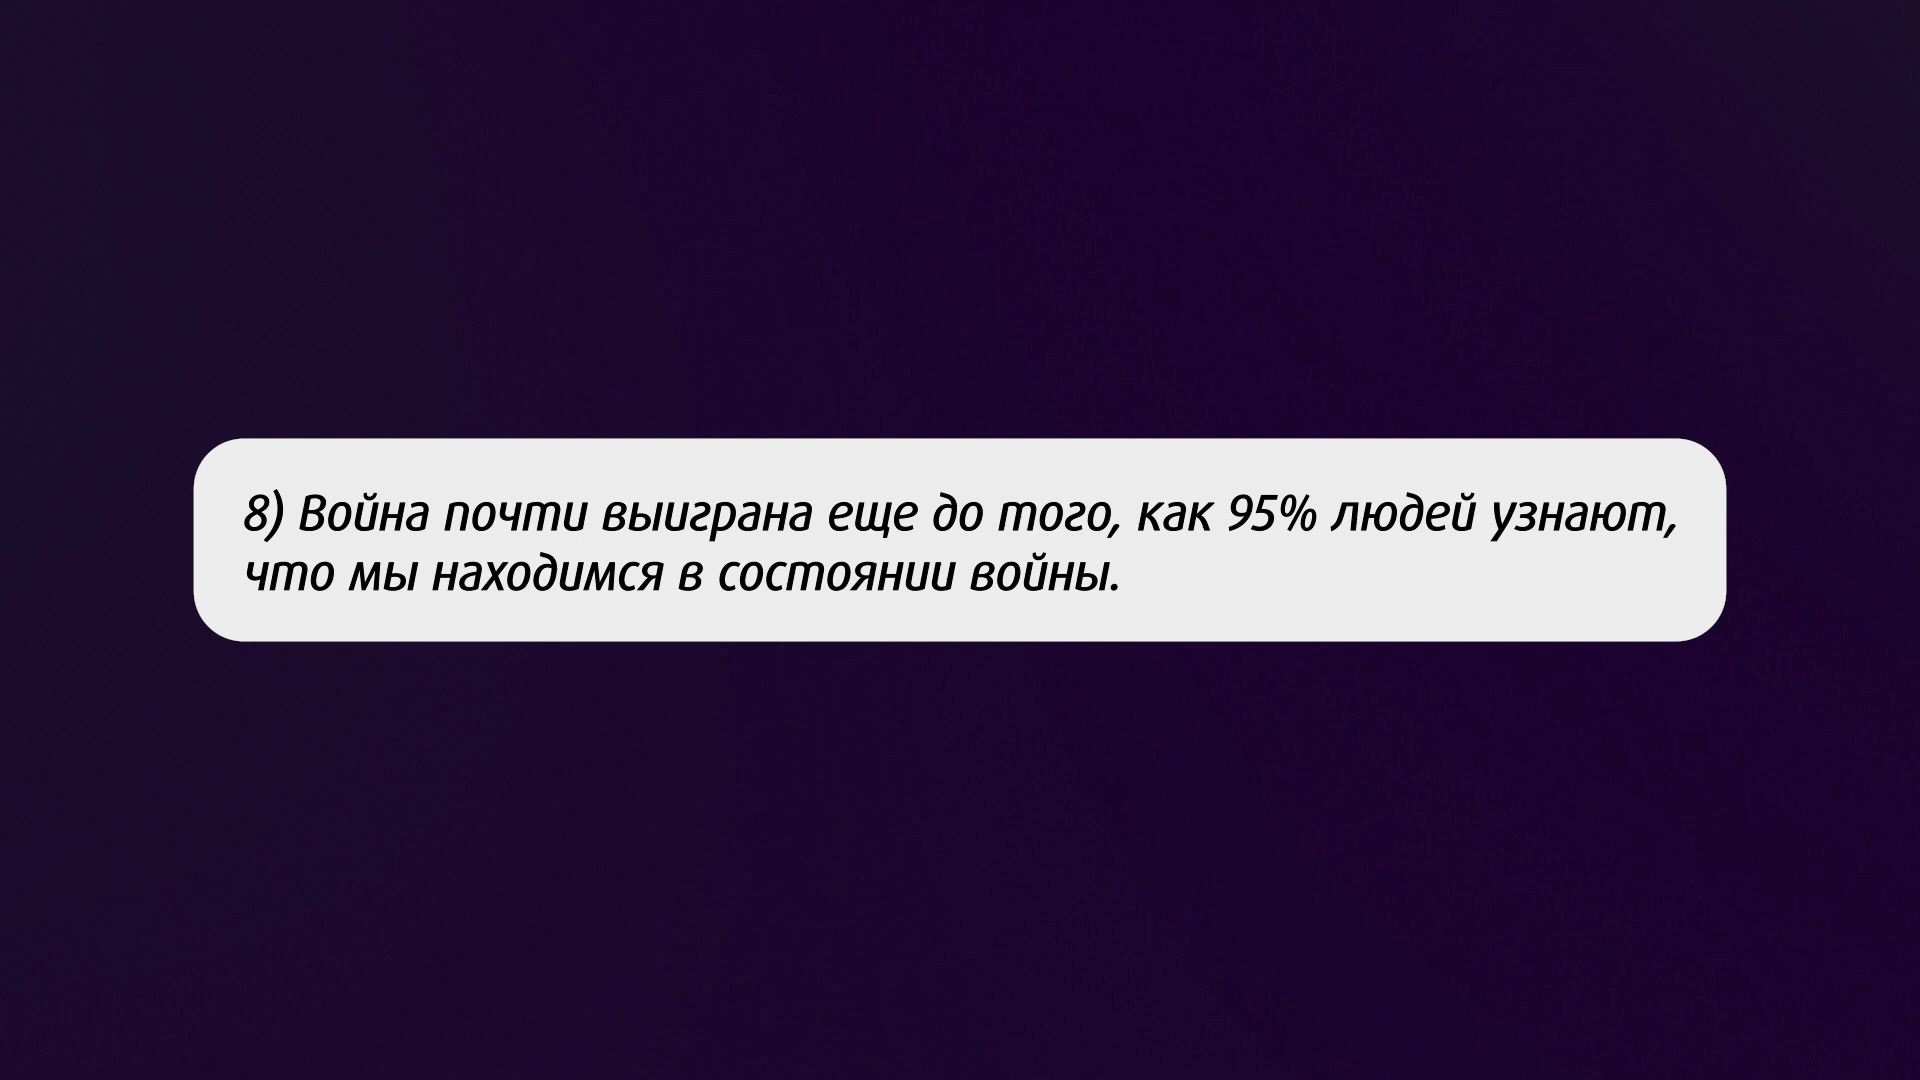 8) Война почти выиграна еще до того, как 95% людей узнают,
что мы находимся в состоянии войны.